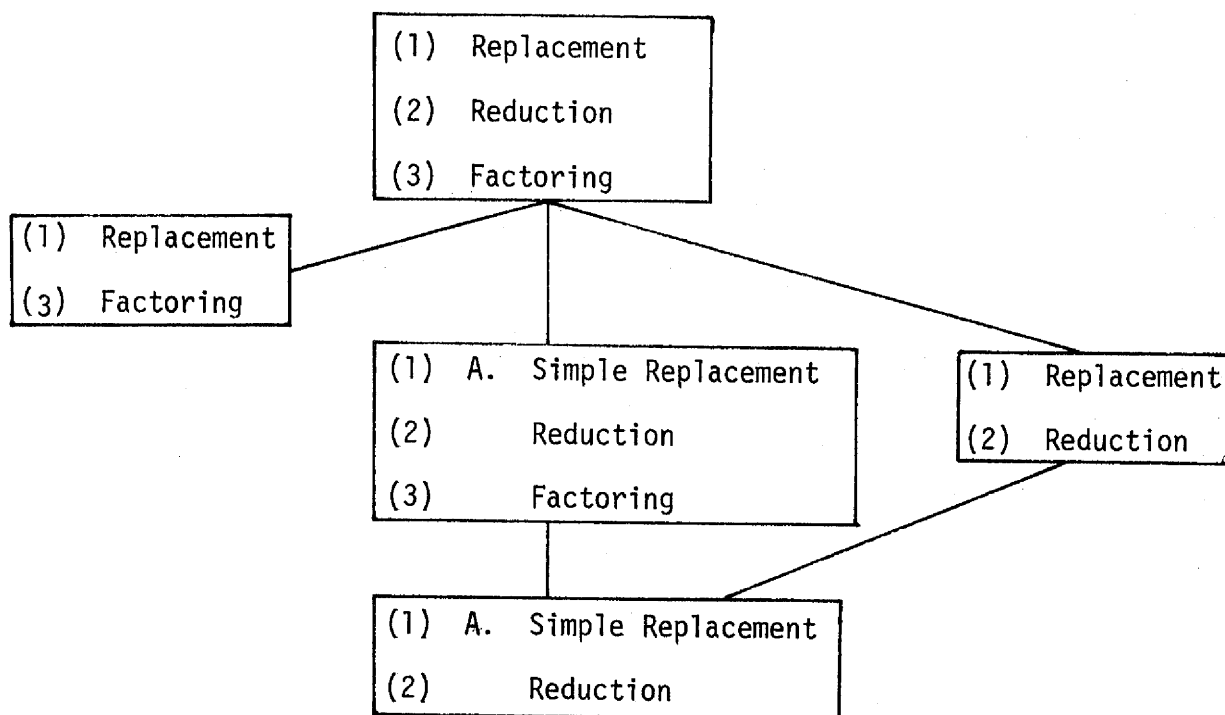 (1) Replacement
(2) Reduction
(3) Factoring
(1) Replacement
(3) Factoring
(1) A. Simple Replacement
(2) Reduction
(3) Factoring
(1) Replacement
(2) Reduction
(1) A. Simple Replacement
(2) Reduction